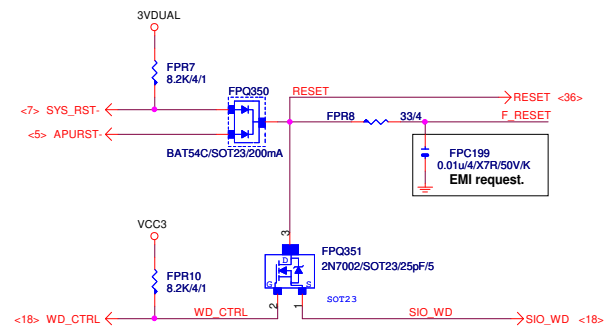 3VDUAL
FPR7
8.2K/4/1
FPQ350
RESET
RESET <36>
<7> SYS_RST-
FPR8
33/4
F_RESET
<5> APURST-
BAT54C/SOT23/200mA
FPC199
0.01u/4/X7R/50V/K
EMI request.
VCC3
3
FPQ351
D
2N7002/SOT23/25pF/5
FPR10
8.2K/4/1
G
S
SOT23
2
1
<18> WD_CTRL
WD_CTRL
SIO_WD
SIO_WD <18>